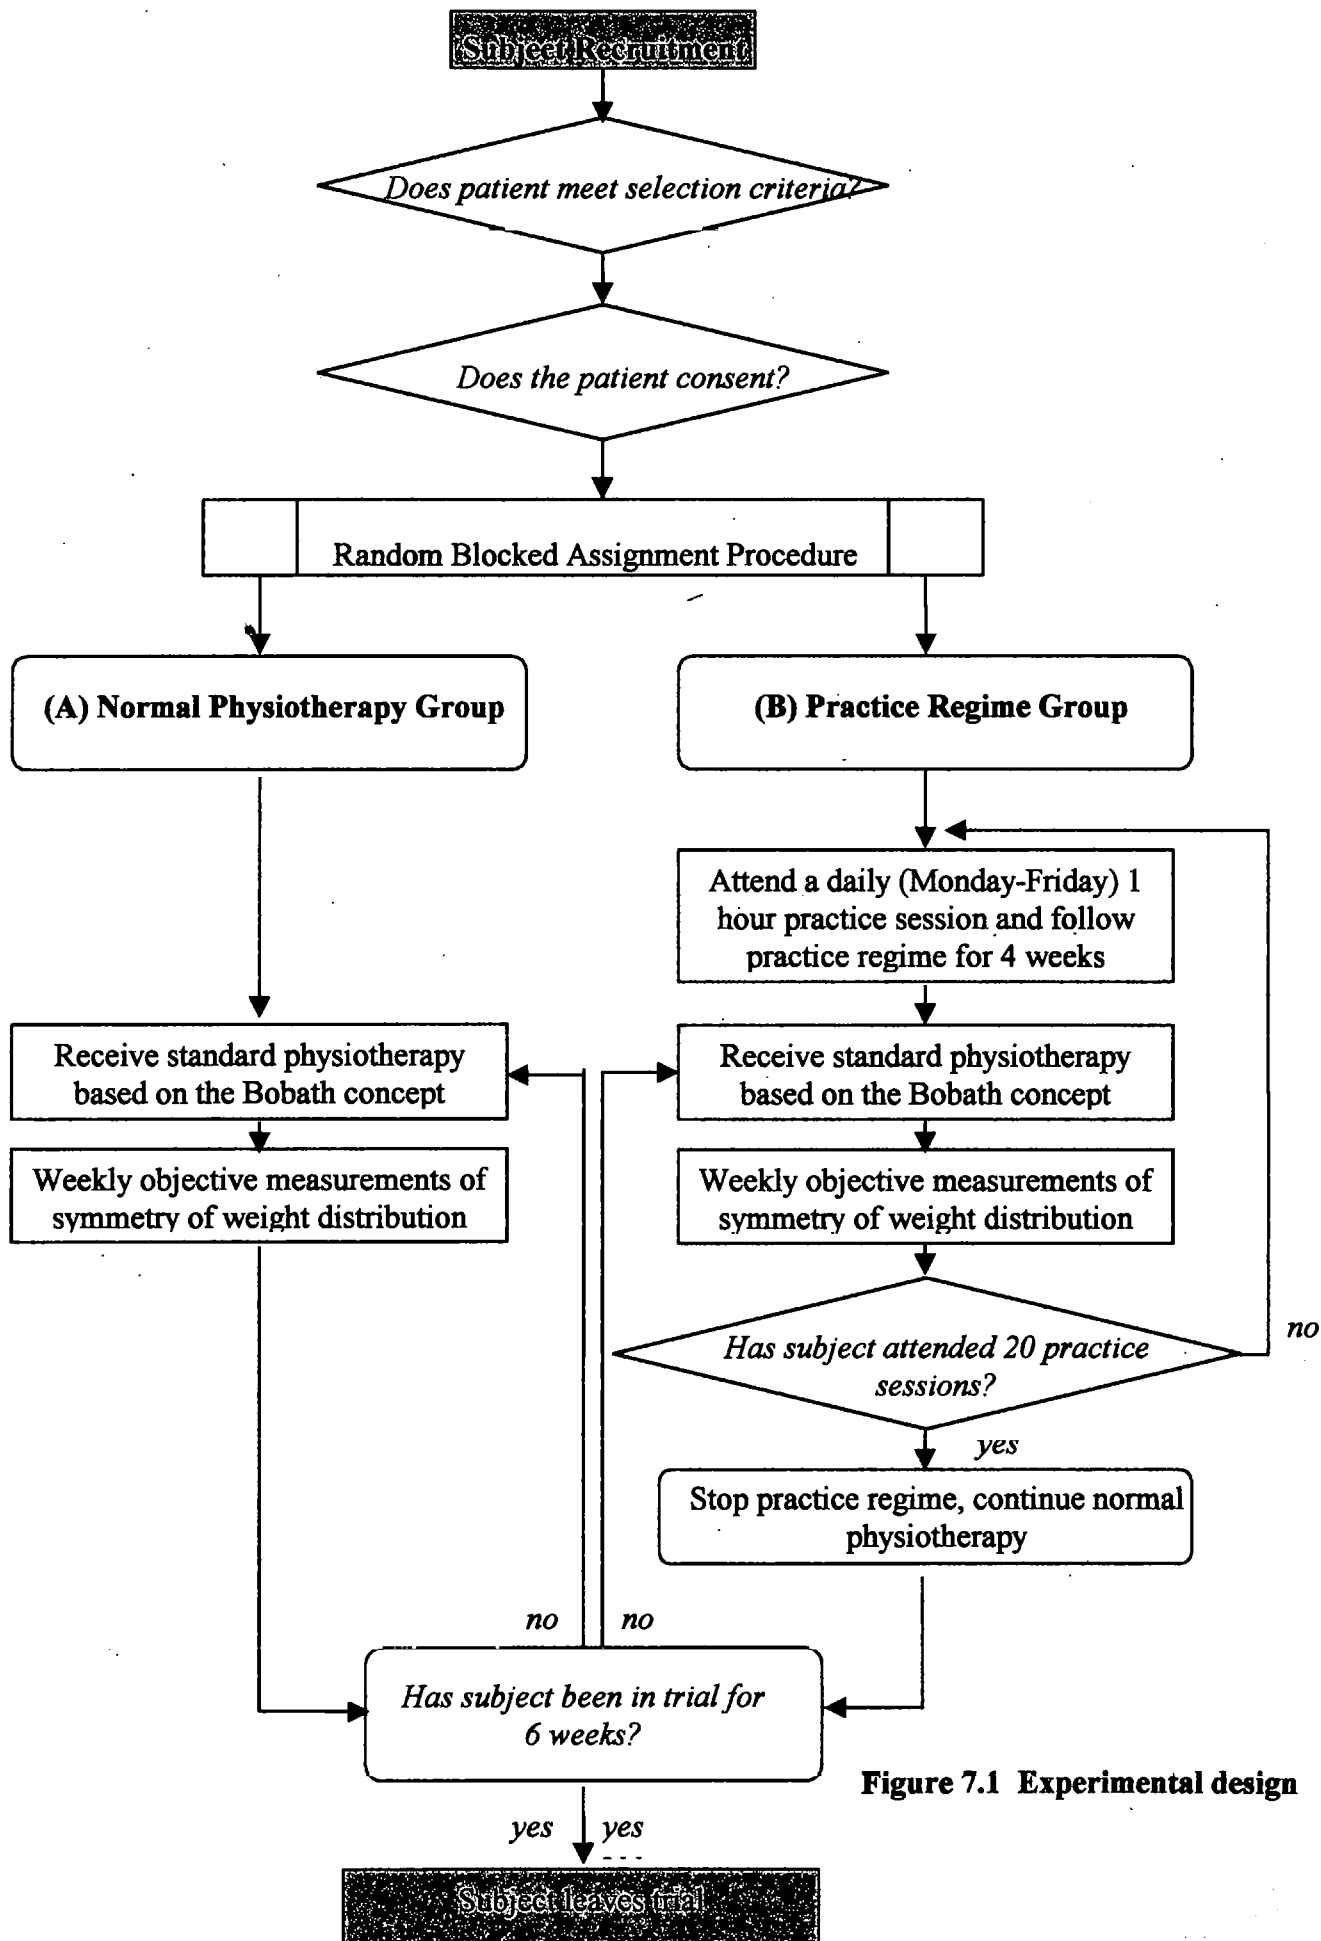 Subject Recruitment
Does patient meet selection criteria?
Does the patient consent?
Random Blocked Assignment Procedure
(A) Normal Physiotherapy Group
(B) Practice Regime Group
Attend a daily (Monday-Friday) 1
hour practice session and follow
practice regime for 4 weeks
Receive standard physiotherapy
based on the Bobath concept
Receive standard physiotherapy
based on the Bobath concept
Weekly objective measurements of
symmetry of weight distribution
Weekly objective measurements of
symmetry of weight distribution
Has subject attended 20 practice
sessions?
no
yes
Stop practice regime, continue normal
physiotherapy
no no
Has subject been in trial for
6 weeks?
Figure 7.1 Experimental design
yes yes
Subject leaves trial